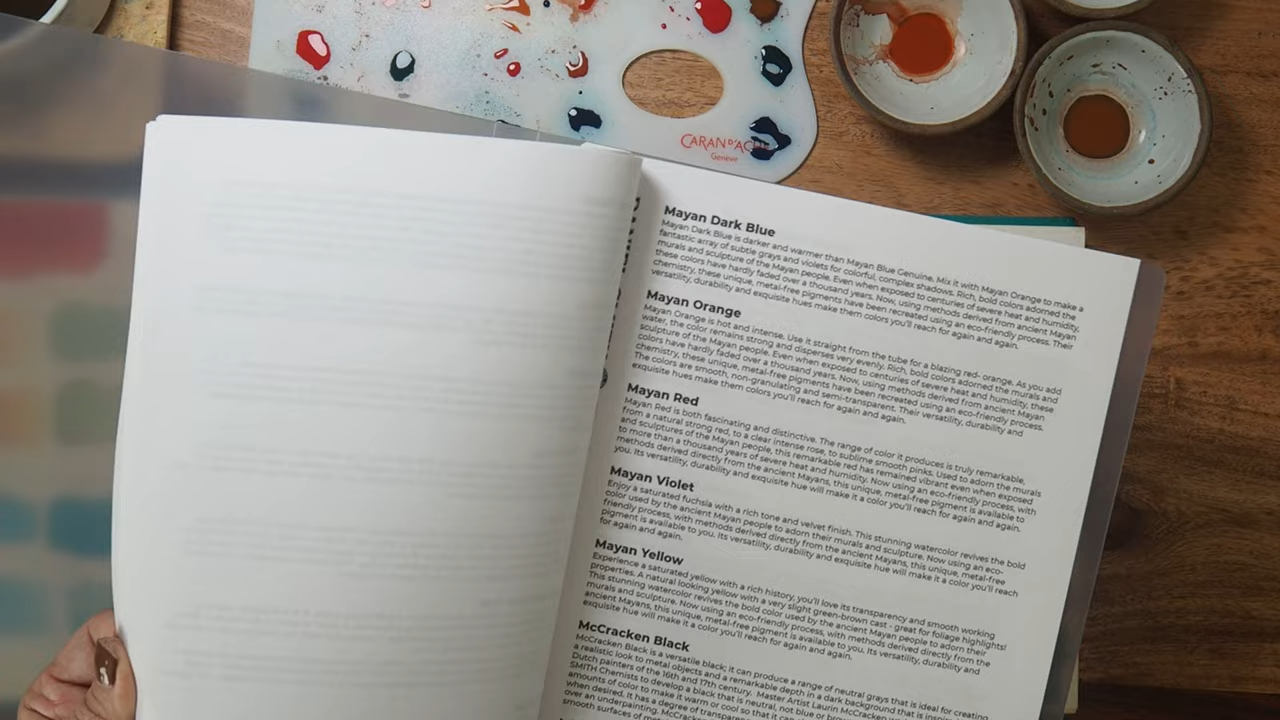 CARAN D'ACHE
Genève
Mayan Dark Blue
Mayan Dark Blue is darker and warmer than Mayan Blue Genuine. Mix it with Mayan Orange to make a
fantastic array of subtle grays and violets for colorful, complex shadows. Rich, bold colors adorned the
murals and sculpture of the Mayan people. Even when exposed to centuries of severe heat and humidity,
these colors have hardly faded over a thousand years. Now, using methods derived from ancient Mayan
chemistry, these unique, metal-free pigments have been recreated using an eco-friendly process. Their
versatility, durability and exquisite hues make them colors you'll reach for again and again.
Mayan Orange
Mayan Orange is hot and intense. Use it straight from the tube for a blazing red- orange. As you add
water, the color remains strong and disperses very evenly. Rich, bold colors adorned the murals and
sculpture of the Mayan people. Even when exposed to centuries of severe heat and humidity, these
colors have hardly faded over a thousand years. Now, using methods derived from ancient Mayan
chemistry, these unique, metal-free pigments have been recreated using an eco-friendly process.
The colors are smooth, non-granulating and semi-transparent. Their versatility, durability and
exquisite hues make them colors you'll reach for again and again.
Mayan Red
Mayan Red is both fascinating and distinctive. The range of color it produces is truly remarkable,
from a natural strong red, to a clear intense rose, to sublime smooth pinks. Used to adorn the murals
and sculptures of the Mayan people, this remarkable red has remained vibrant even when exposed
to more than a thousand years of severe heat and humidity. Now using an eco-friendly process, with
methods derived directly from the ancient Mayans, this unique, metal-free pigment is available to
you. Its versatility, durability and exquisite hue will make it a color you'll reach for again and again.
Mayan Violet
Enjoy a saturated fuchsia with a rich tone and velvet finish. This stunning watercolor revives the bold
color used by the ancient Mayan people to adorn their murals and sculpture. Now using an eco-
friendly process, with methods derived directly from the ancient Mayans, this unique, metal-free
pigment is available to you. Its versatility, durability and exquisite hue will make it a color you'll reach
for again and again.
Mayan Yellow
Experience a saturated yellow with a rich history, you'll love its transparency and smooth working
properties. A natural looking yellow with a very slight green-brown cast - great for foliage highlights!
This stunning watercolor revives the bold color used by the ancient Mayan people to adorn their
murals and sculpture. Now using an eco-friendly process, with methods derived directly from the
ancient Mayans, this unique, metal-free pigment is available to you. Its versatility, durability and
exquisite hue will make it a color you'll reach for again and again.
McCracken Black
McCracken Black is a versatile black; it can produce a range of neutral grays that is ideal for creating
a realistic look to metal objects and a remarkable depth in a dark background that is
Dutch painters of the 16th and 17th century. Master Artist Laurin McCracken
SMITH Chemists to develop a black that is neutral, not blue or
amounts of color to make it warm or cool so that it can
when desired. It has a degree of
over an underpainting.
smooth surfaces of